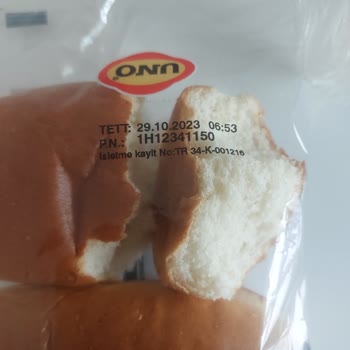 UNO
TETT: 29.10.2023 06:53
P.N.: 1H12341150
İşletme kayıt No:TR 34-K-001216